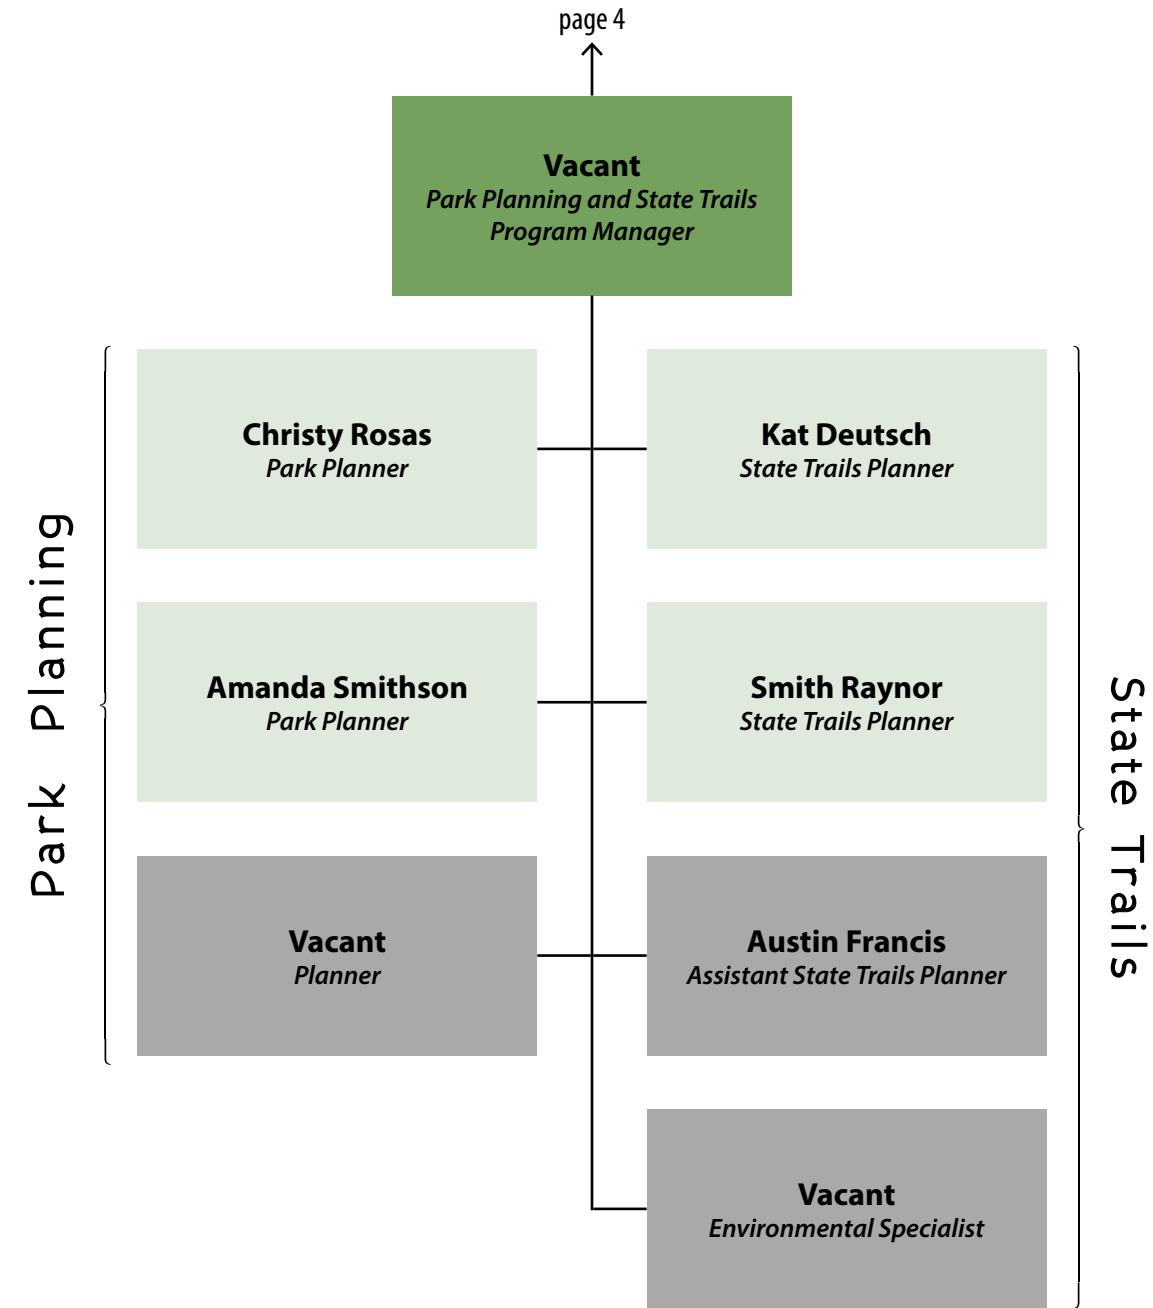 page 4
Vacant
Park Planning and State Trails
Program Manager
Park Planning
Christy Rosas
Park Planner
Kat Deutsch
State Trails Planner
Amanda Smithson
Park Planner
Smith Raynor
State Trails Planner
Vacant
Planner
Austin Francis
Assistant State Trails Planner
Vacant
Environmental Specialist
State Trails